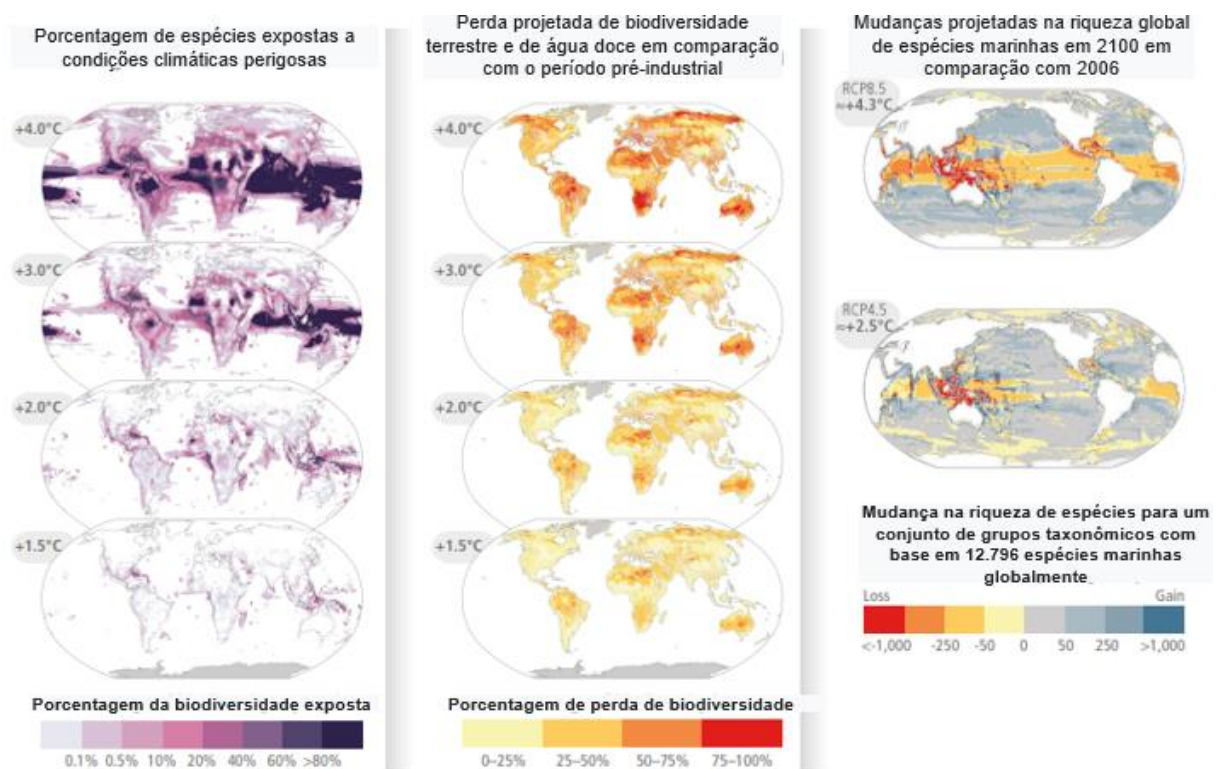 Porcentagem de espécies expostas a
condições climáticas perigosas
+4.0°C
+3.0°C
+2.0°C
+1.5°C
Porcentagem da biodiversidade exposta
0.1% 0.5% 10% 20% 40% 60% >80%
Perda projetada de biodiversidade
terrestre e de água doce em comparação
com o período pré-industrial
+4.0°C
+3.0°C
+2.0°C
+1.5°C
Porcentagem de perda de biodiversidade
0–25% 25–50% 50–75% 75–100%
Mudanças projetadas na riqueza global
de espécies marinhas em 2100 em
comparação com 2006
RCP8.5
≈+4.3°C
RCP4.5
≈+2.5°C
Mudança na riqueza de espécies para um
conjunto de grupos taxonômicos com
base em 12.796 espécies marinhas
globalmente
Loss Gain
<-1,000 -250 -50 0 50 250 >1,000